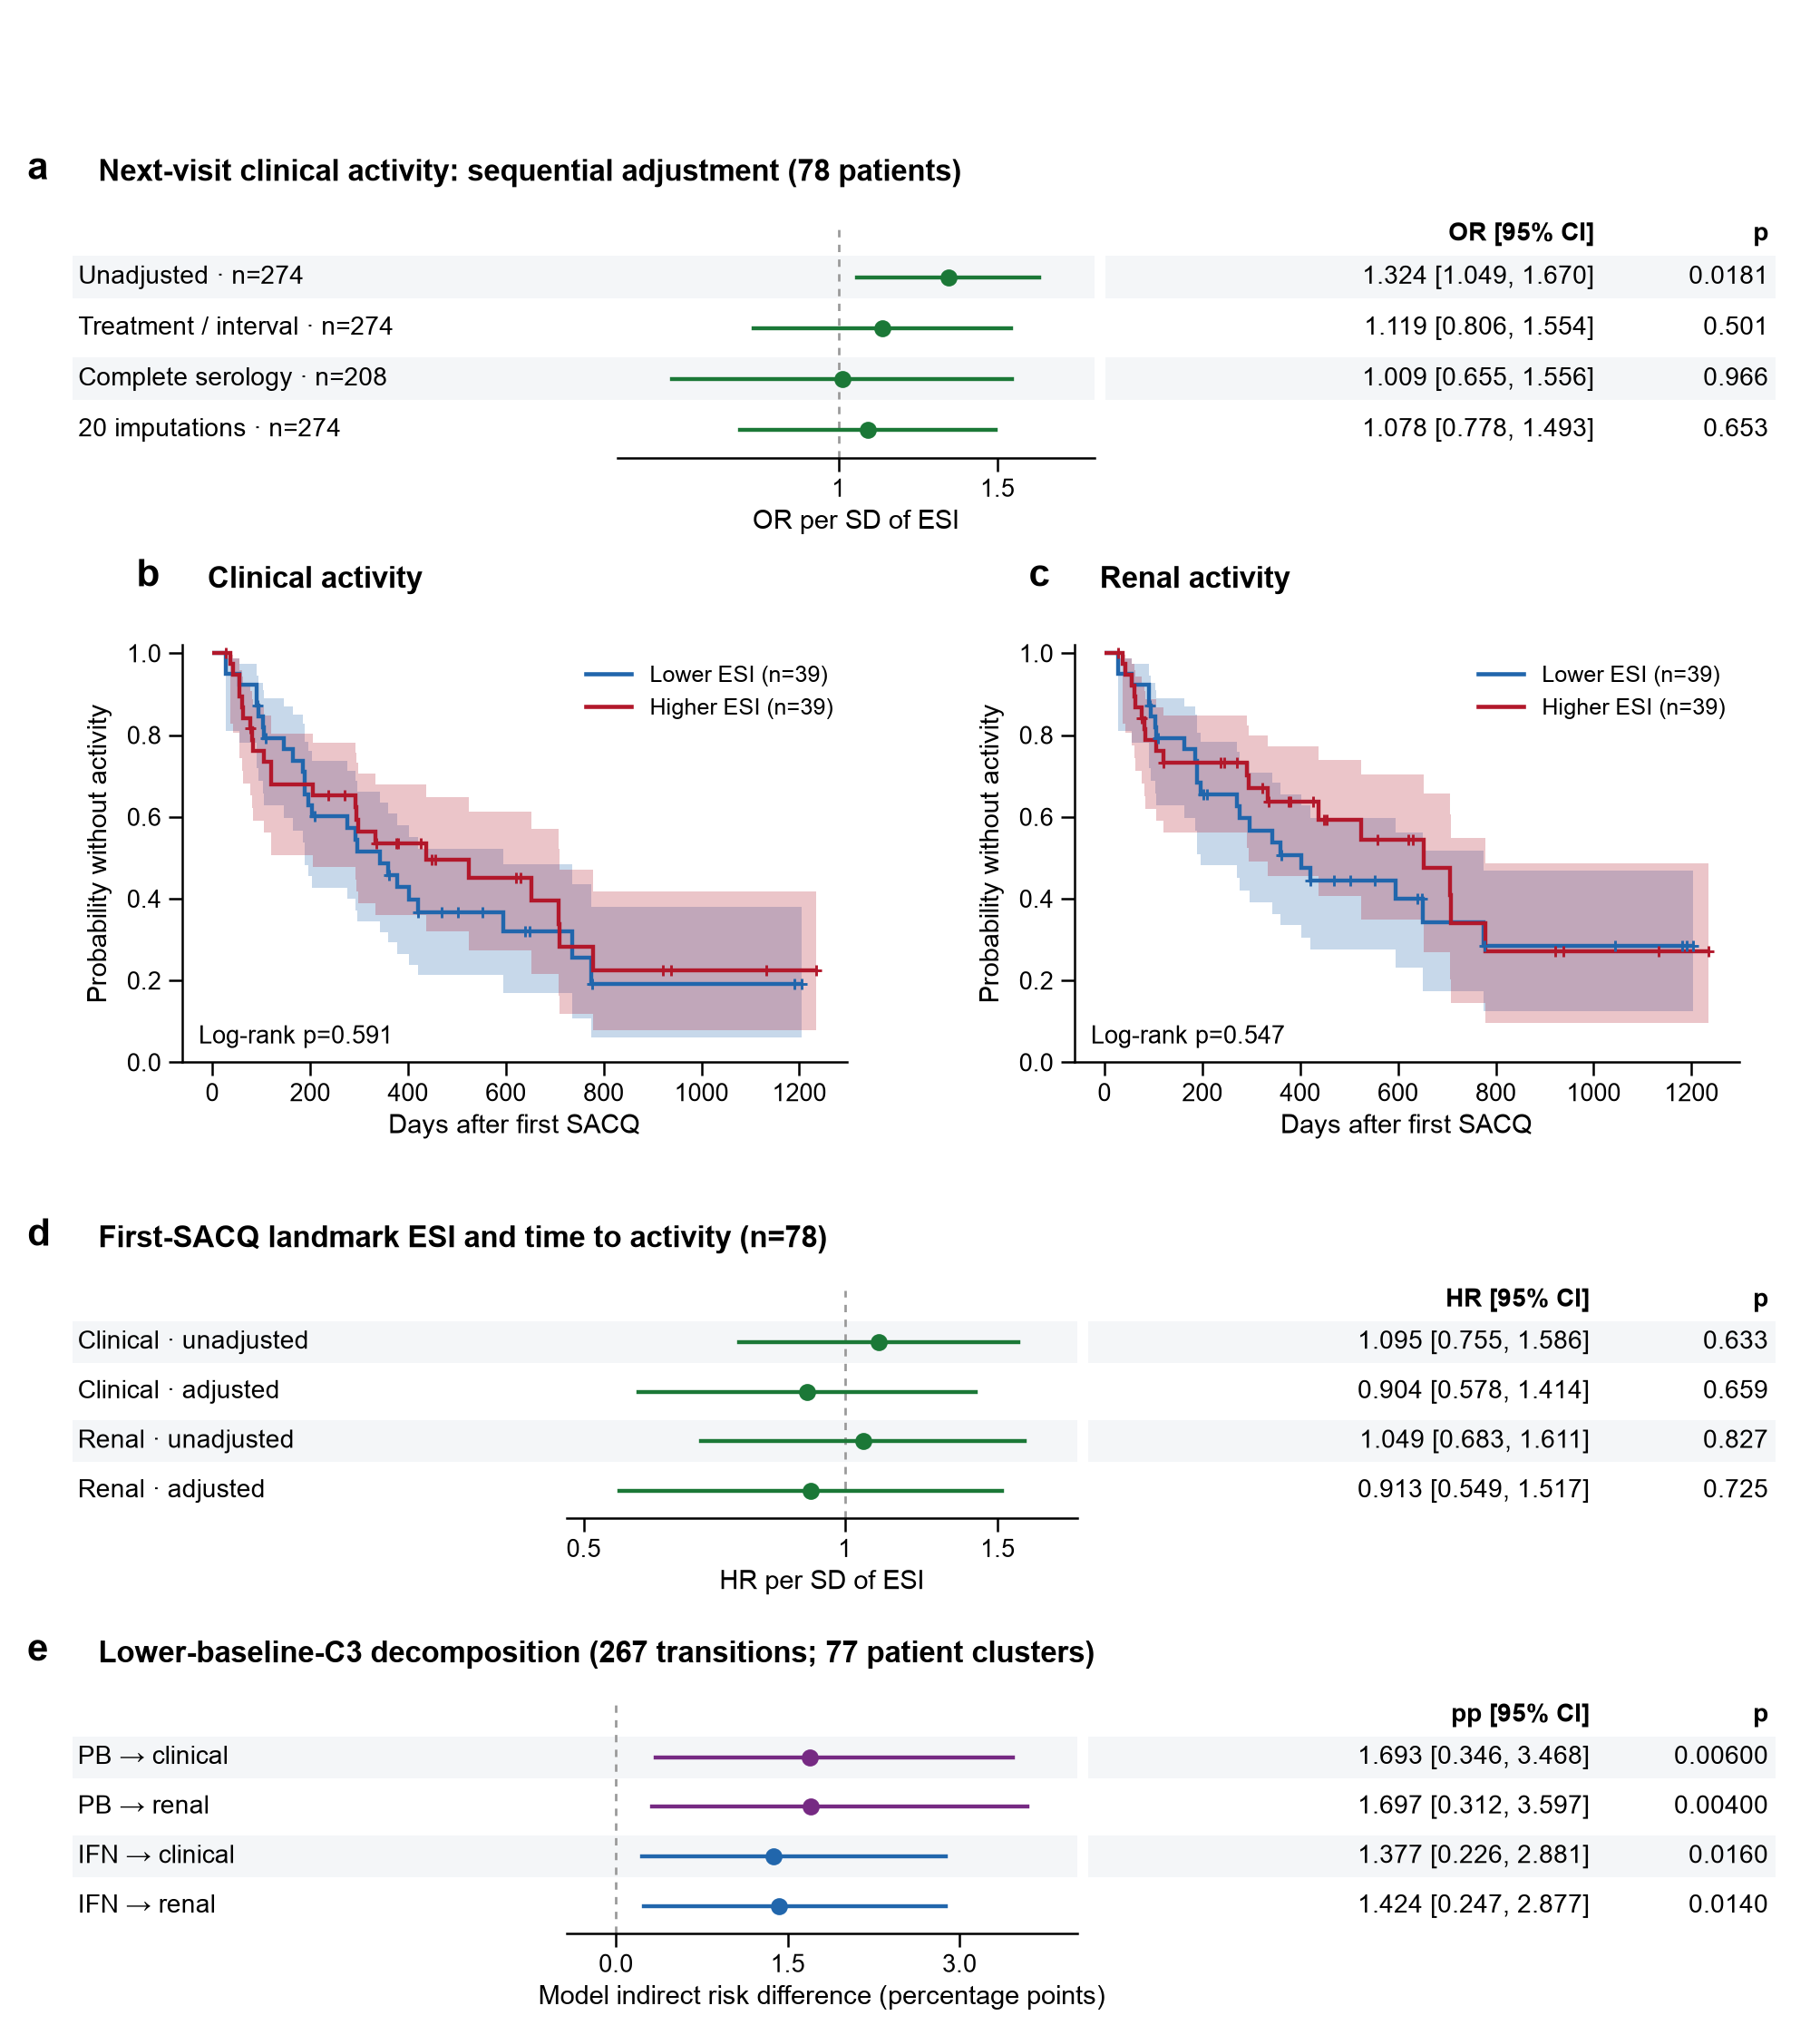 a Next-visit clinical activity: sequential adjustment (78 patients)
OR [95% CI] p
Unadjusted · n=274 1.324 [1.049, 1.670] 0.0181
Treatment / interval · n=274 1.119 [0.806, 1.554] 0.501
Complete serology · n=208 1.009 [0.655, 1.556] 0.966
20 imputations · n=274 1.078 [0.778, 1.493] 0.653
1 1.5
OR per SD of ESI
b Clinical activity
Probability without activity
1.0
0.8
0.6
0.4
0.2
0.0
Lower ESI (n=39)
Higher ESI (n=39)
Log-rank p=0.591
0 200 400 600 800 1000 1200
Days after first SACQ
c Renal activity
Probability without activity
1.0
0.8
0.6
0.4
0.2
0.0
Lower ESI (n=39)
Higher ESI (n=39)
Log-rank p=0.547
0 200 400 600 800 1000 1200
Days after first SACQ
d First-SACQ landmark ESI and time to activity (n=78)
HR [95% CI] p
Clinical · unadjusted 1.095 [0.755, 1.586] 0.633
Clinical · adjusted 0.904 [0.578, 1.414] 0.659
Renal · unadjusted 1.049 [0.683, 1.611] 0.827
Renal · adjusted 0.913 [0.549, 1.517] 0.725
0.5 1 1.5
HR per SD of ESI
e Lower-baseline-C3 decomposition (267 transitions; 77 patient clusters)
pp [95% CI] p
PB → clinical 1.693 [0.346, 3.468] 0.00600
PB → renal 1.697 [0.312, 3.597] 0.00400
IFN → clinical 1.377 [0.226, 2.881] 0.0160
IFN → renal 1.424 [0.247, 2.877] 0.0140
0.0 1.5 3.0
Model indirect risk difference (percentage points)